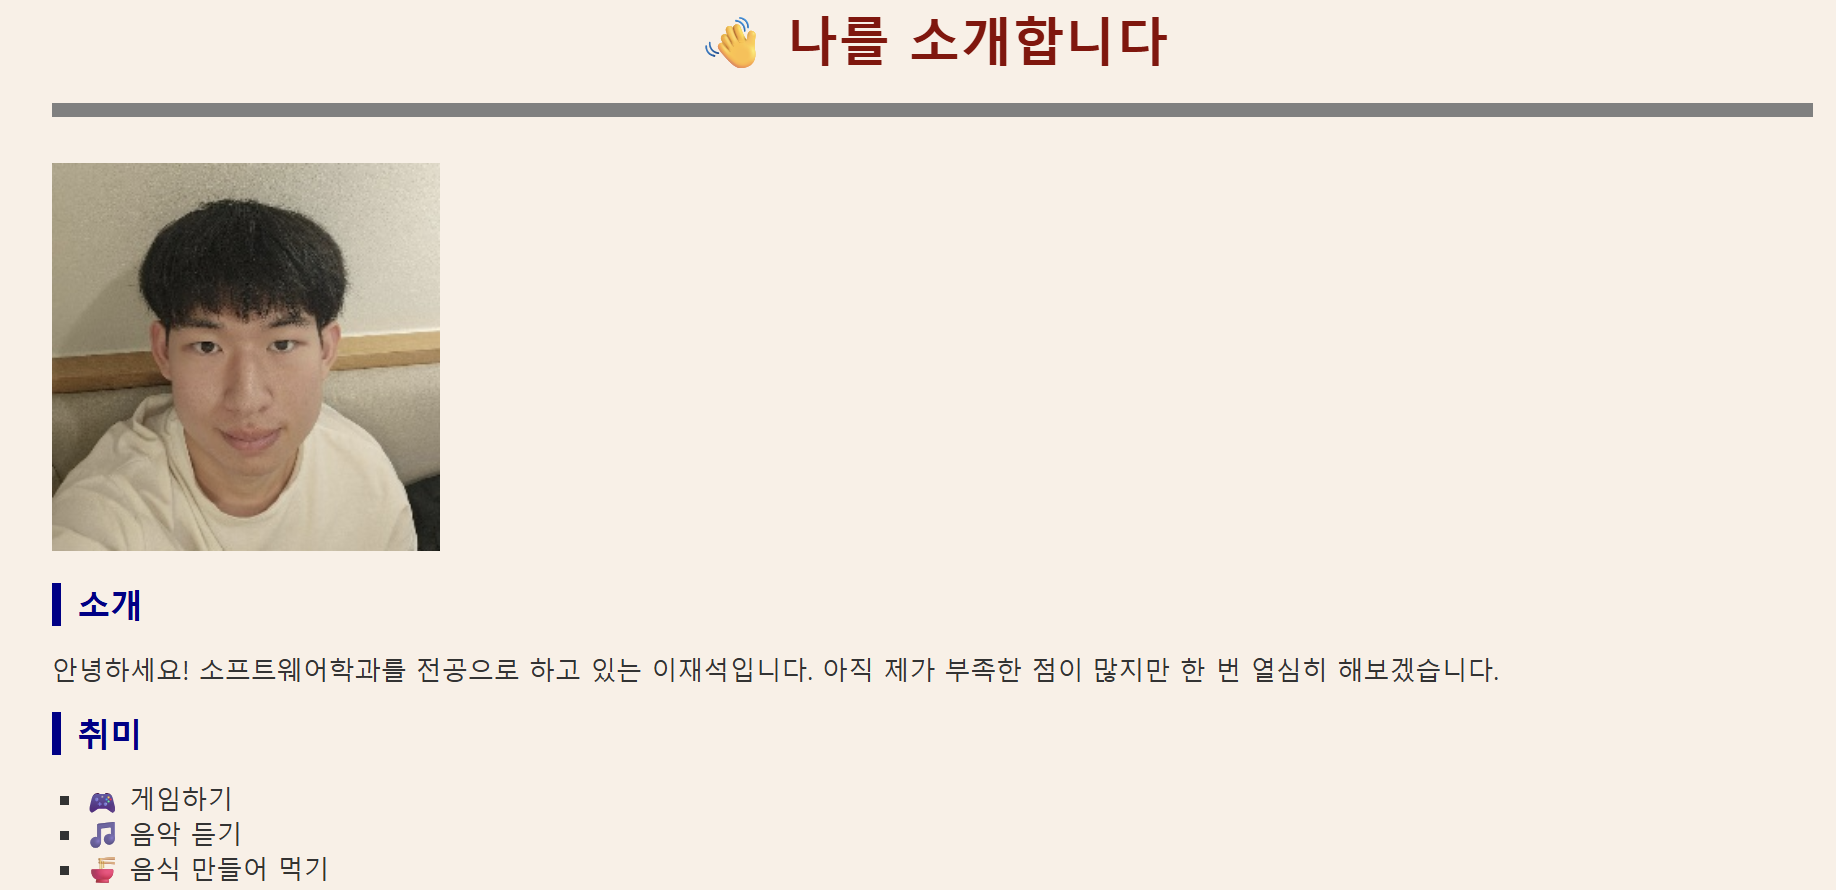 👋 나를 소개합니다
소개
안녕하세요! 소프트웨어학과를 전공으로 하고 있는 이재석입니다. 아직 제가 부족한 점이 많지만 한 번 열심히 해보겠습니다.
취미
🎮 게임하기
🎵 음악 듣기
🍜 음식 만들어 먹기